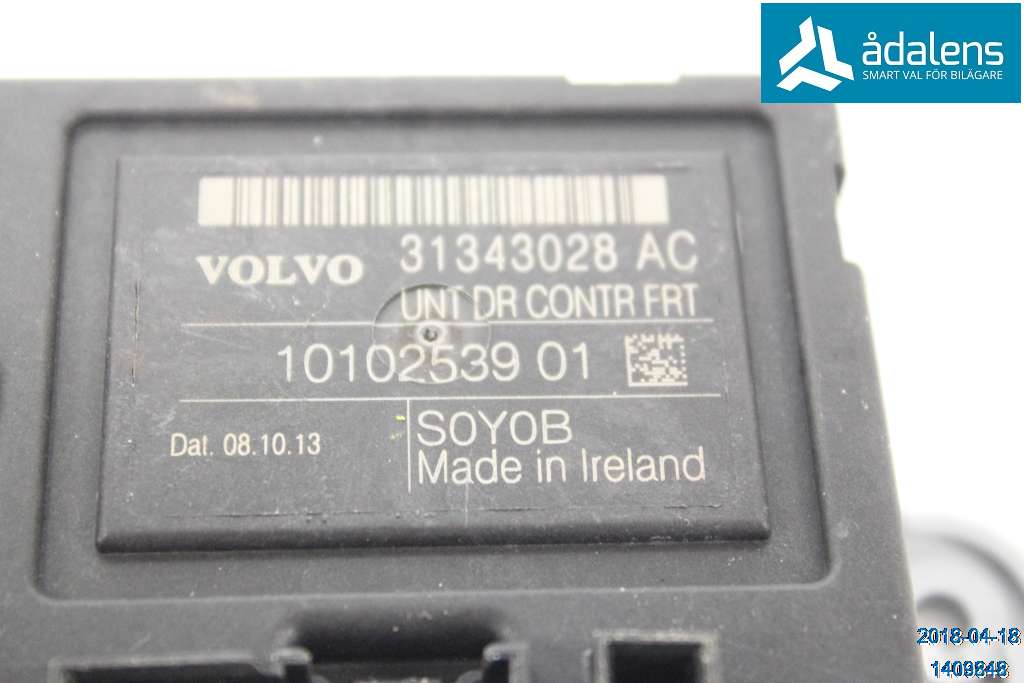 ådalens
SMART VAL FÖR BILÄGARE
VOLVO 31343028 AC
UNT DR CONTR FRT
10102539 01
Dat. 08.10.13
S0Y0B
Made in Ireland
2018-04-18
1409848